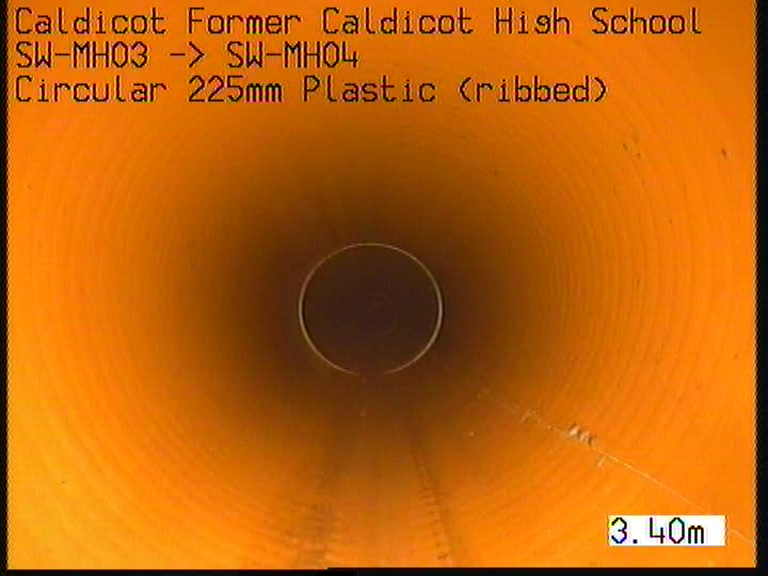 Caldicot Former Caldicot High School
SW-MH03 -> SW-MH04
Circular 225mm Plastic (ribbed)
3.40m